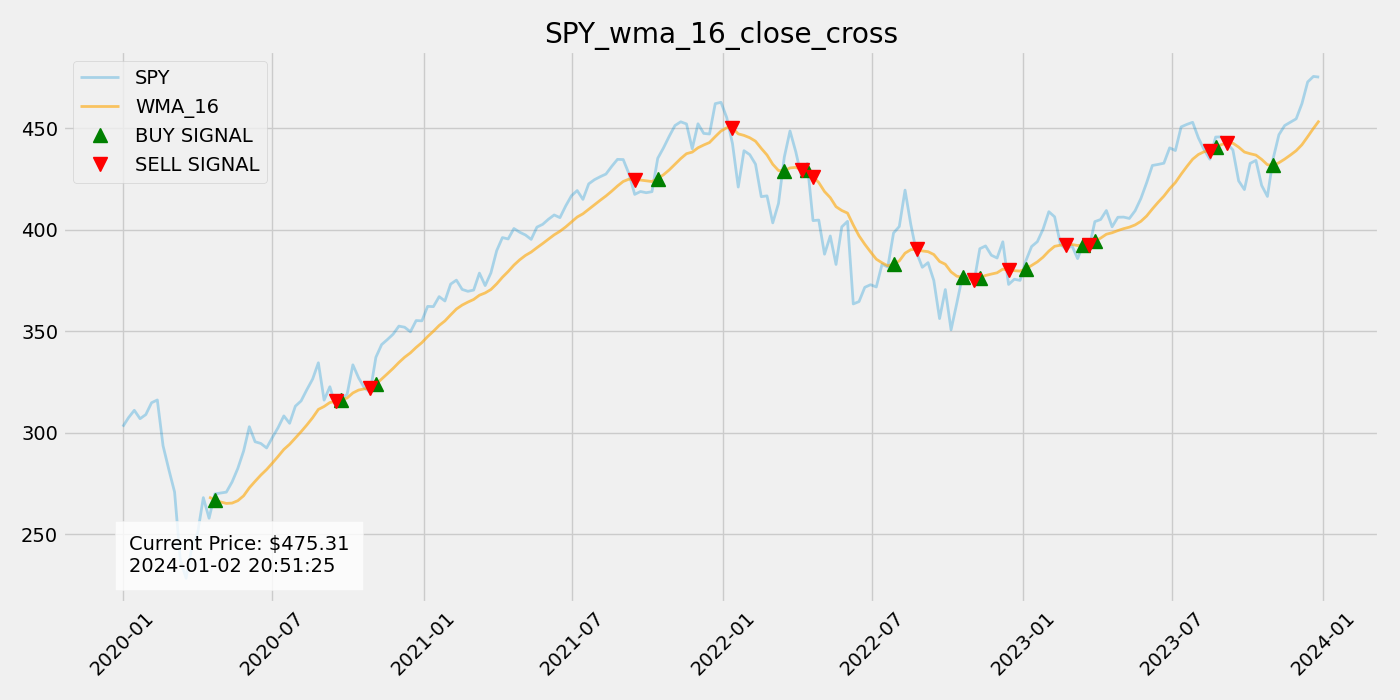 SPY_wma_16_close_cross
SPY
WMA_16
BUY SIGNAL
SELL SIGNAL
450
400
350
300
250
Current Price: $475.31
2024-01-02 20:51:25
2020-01
2020-07
2021-01
2021-07
2022-01
2022-07
2023-01
2023-07
2024-01